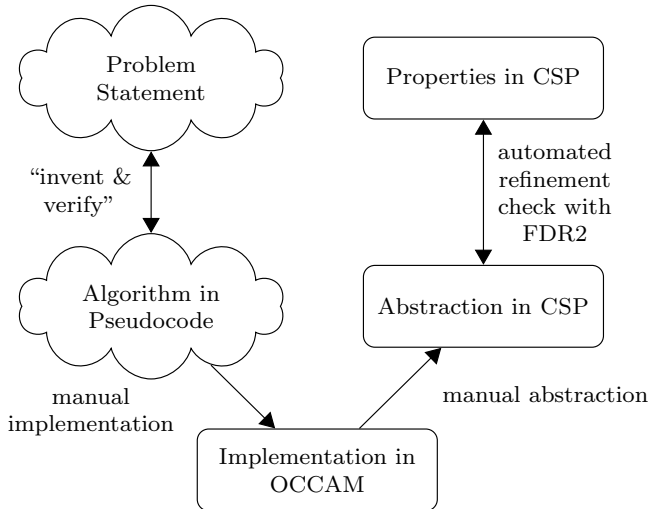 Problem
Statement
Properties in CSP
“invent &
verify”
automated
refinement
check with
FDR2
Algorithm in
Pseudocode
Abstraction in CSP
manual
implementation
manual abstraction
Implementation in
OCCAM